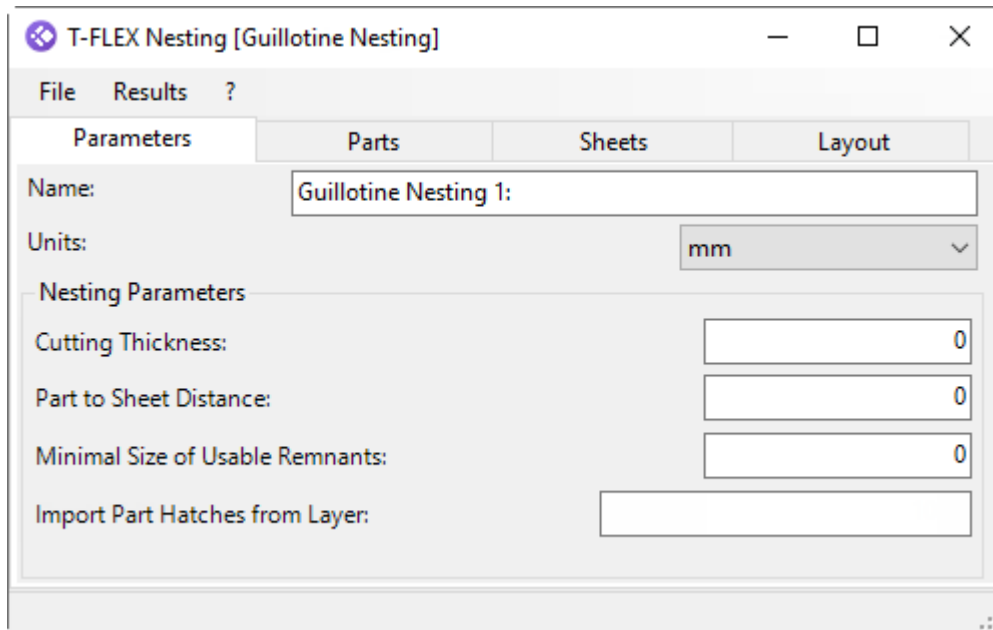 T-FLEX Nesting [Guillotine Nesting]
File Results ?
Parameters Parts Sheets Layout
Name: Guillotine Nesting 1:
Units: mm
Nesting Parameters
Cutting Thickness: 0
Part to Sheet Distance: 0
Minimal Size of Usable Remnants: 0
Import Part Hatches from Layer: